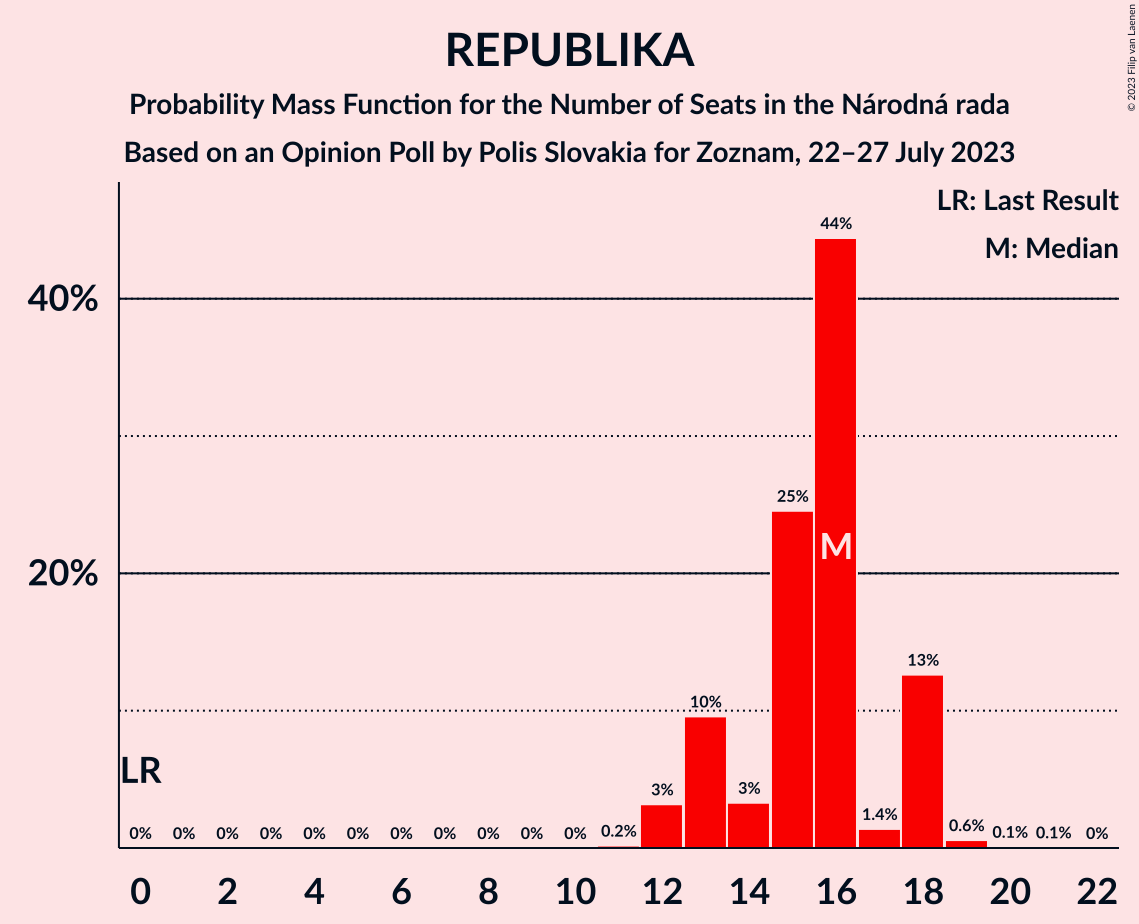 REPUBLIKA
Probability Mass Function for the Number of Seats in the Národná rada
Based on an Opinion Poll by Polis Slovakia for Zoznam, 22–27 July 2023
© 2023 Filip van Laenen
LR: Last Result
M: Median
40%
20%
44%
25%
M
13%
10%
LR
3%
3%
1.4%
0% 0% 0% 0% 0% 0% 0% 0% 0% 0% 0% 0.2% 0.6% 0.1% 0.1% 0%
0 2 4 6 8 10 12 14 16 18 20 22